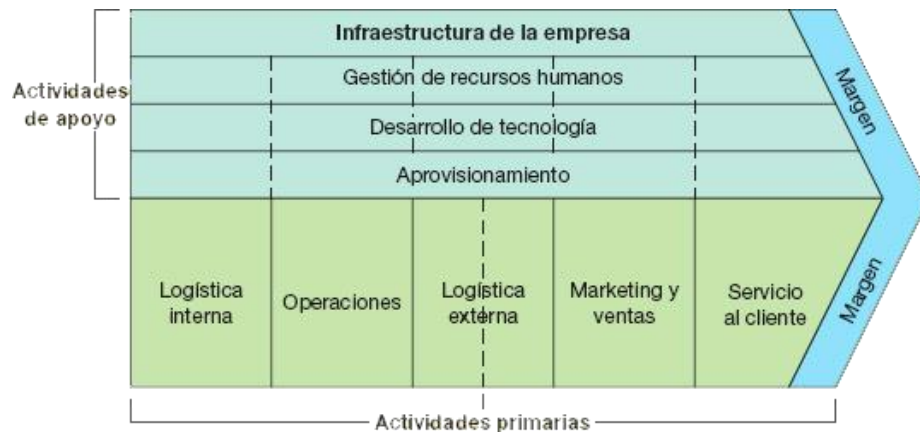 Infraestructura de la empresa
Gestión de recursos humanos
Desarrollo de tecnología
Aprovisionamiento
Actividades
de apoyo
Margen
Margen
Logística
interna
Operaciones
Logística
externa
Marketing y
ventas
Servicio
al cliente
Actividades primarias